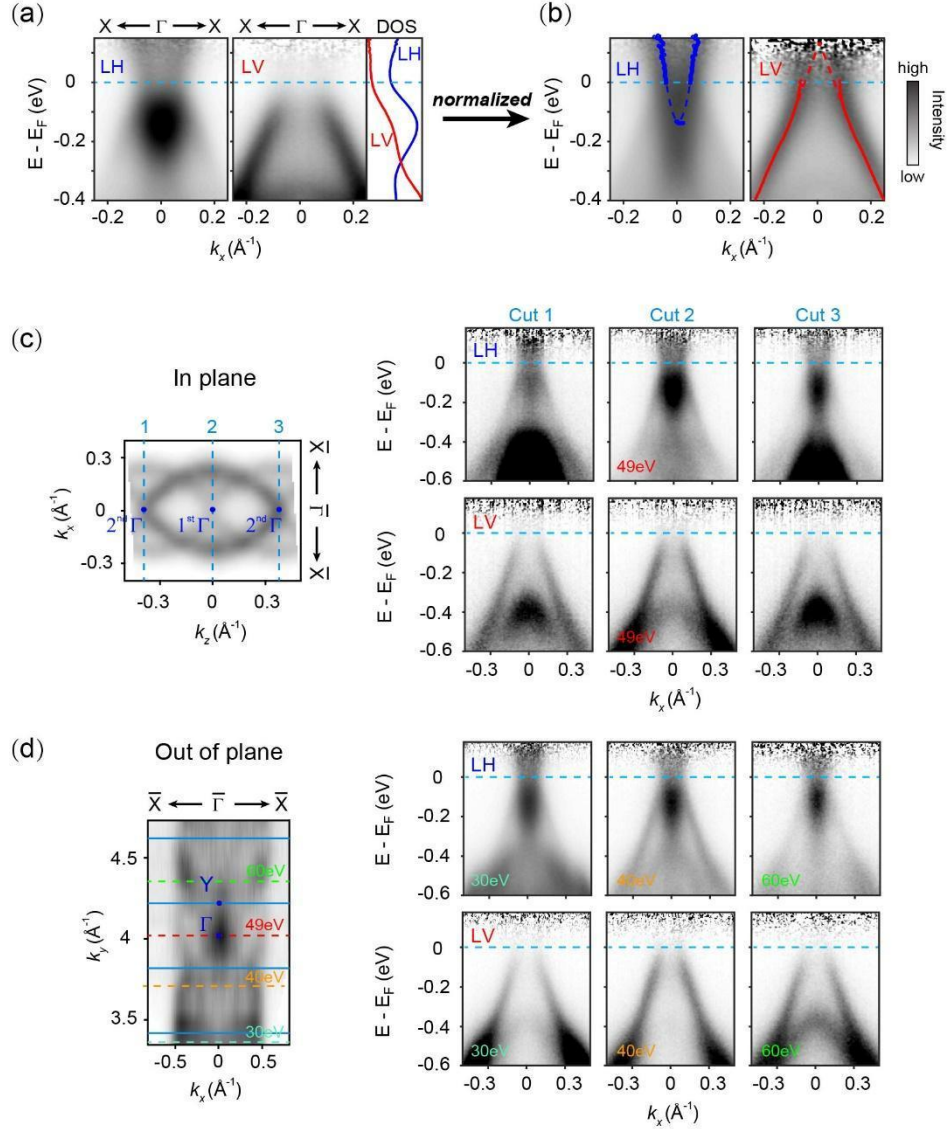 (a)
X ← Γ → X
X ← Γ → X
DOS
LH
LV
LH
LV
0
-0.2
-0.4
E - E_F (eV)
-0.2 0 0.2
-0.2 0 0.2
k_x (Å⁻¹)
normalized
(b)
LH
LV
0
-0.2
-0.4
E - E_F (eV)
-0.2 0 0.2
-0.2 0 0.2
k_x (Å⁻¹)
high
Intensity
low
(c)
In plane
1 2 3
0.3
0
-0.3
k_x (Å⁻¹)
2nd Γ 1st Γ 2nd Γ
X̄ ← Γ̄ → X̄
-0.3 0 0.3
k_z (Å⁻¹)
Cut 1 Cut 2 Cut 3
LH
0
-0.2
-0.4
-0.6
E - E_F (eV)
49eV
LV
0
-0.2
-0.4
-0.6
E - E_F (eV)
49eV
-0.3 0 0.3
-0.3 0 0.3
-0.3 0 0.3
k_x (Å⁻¹)
(d)
Out of plane
X̄ ← Γ̄ → X̄
4.5
4
3.5
k_y (Å⁻¹)
60eV
Y
Γ
49eV
40eV
30eV
-0.5 0 0.5
k_x (Å⁻¹)
LH
0
-0.2
-0.4
-0.6
E - E_F (eV)
30eV 40eV 60eV
LV
0
-0.2
-0.4
-0.6
E - E_F (eV)
30eV 40eV 60eV
-0.3 0 0.3
-0.3 0 0.3
-0.3 0 0.3
k_x (Å⁻¹)